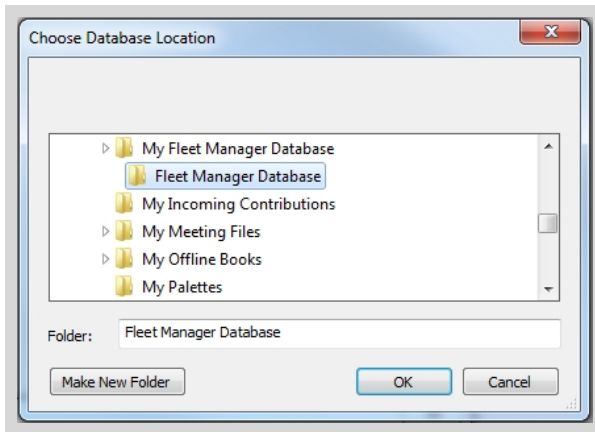 Choose Database Location
My Fleet Manager Database
Fleet Manager Database
My Incoming Contributions
My Meeting Files
My Offline Books
My Palettes
Folder: Fleet Manager Database
Make New Folder OK Cancel